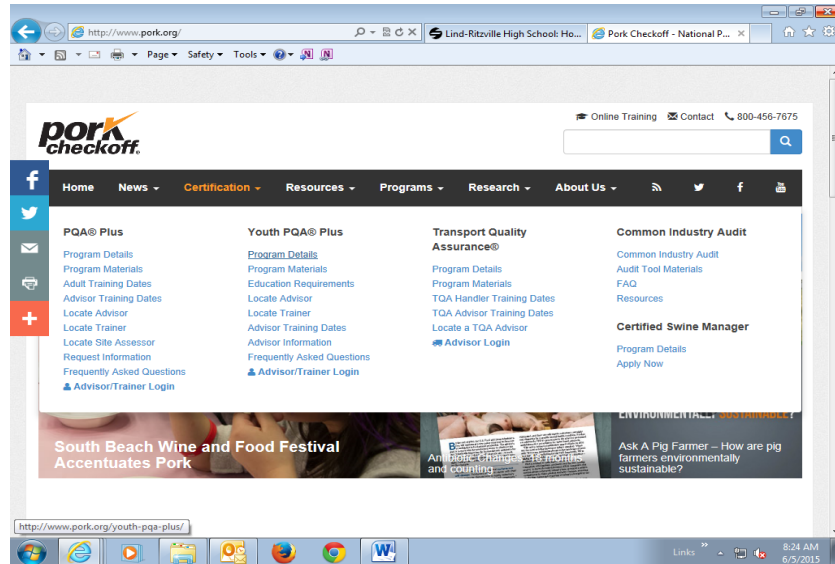 http://www.pork.org/
Lind-Ritzville High School: Ho...
Pork Checkoff - National P...
Page
Safety
Tools
Online Training
Contact
800-456-7675
pork
checkoff.
Home
News
Certification
Resources
Programs
Research
About Us
PQA® Plus
Program Details
Program Materials
Adult Training Dates
Advisor Training Dates
Locate Advisor
Locate Trainer
Locate Site Assessor
Request Information
Frequently Asked Questions
Advisor/Trainer Login
Youth PQA® Plus
Program Details
Program Materials
Education Requirements
Locate Advisor
Locate Trainer
Advisor Training Dates
Advisor Information
Frequently Asked Questions
Advisor/Trainer Login
Transport Quality
Assurance®
Program Details
Program Materials
TQA Handler Training Dates
TQA Advisor Training Dates
Locate a TQA Advisor
Advisor Login
Common Industry Audit
Common Industry Audit
Audit Tool Materials
FAQ
Resources
Certified Swine Manager
Program Details
Apply Now
ENVIRONMENTALLY SUSTAINABLE?
South Beach Wine and Food Festival
Accentuates Pork
Antibiotic Changes: 18 months
and counting
Ask A Pig Farmer – How are pig
farmers environmentally
sustainable?
http://www.pork.org/youth-pqa-plus/
Links
8:24 AM
6/5/2015